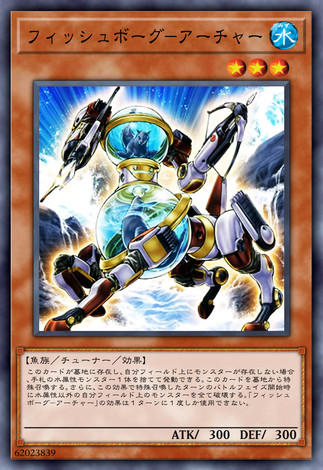 フィッシュボーグ－アーチャー
水
【魚族／チューナー／効果】
このカードが墓地に存在し、自分フィールド上にモンスターが存在しない場合、
手札の水属性モンスター１体を捨てて発動できる。このカードを墓地から特
殊召喚する。さらに、この効果で特殊召喚したターンのバトルフェイズ開始時
に水属性以外の自分フィールド上のモンスターを全て破壊する。「フィッシュ
ボーグ－アーチャー」の効果は１ターンに１度しか使用できない。
ATK/ 300 DEF/ 300
62023839